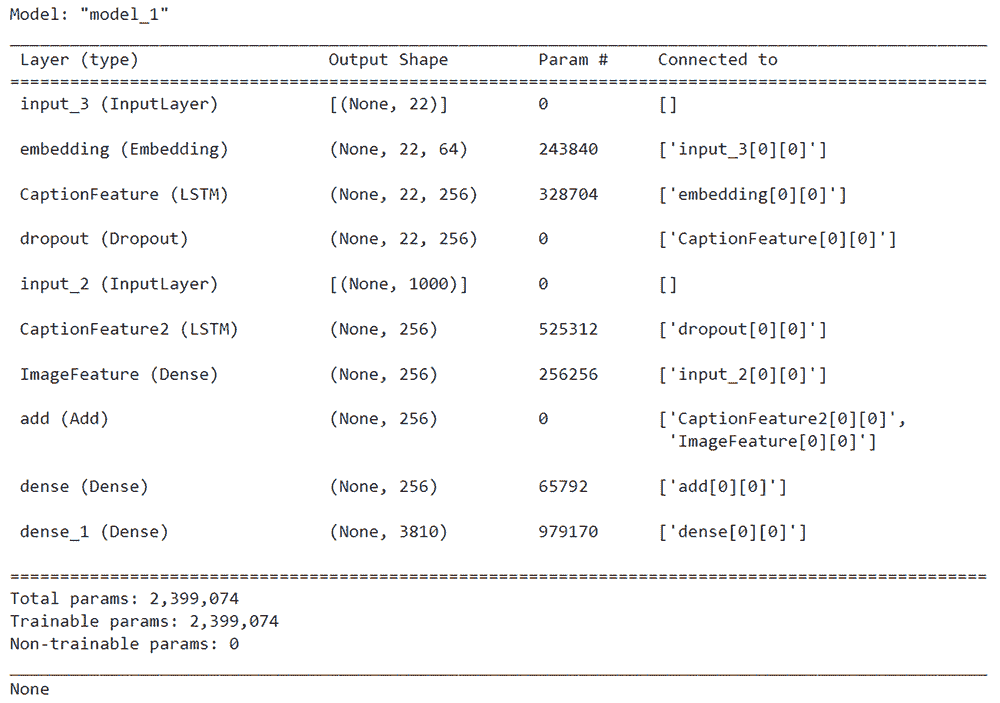 Model: "model_1"
Layer (type) Output Shape Param # Connected to
input_3 (InputLayer) [(None, 22)] 0 []
embedding (Embedding) (None, 22, 64) 243840 ['input_3[0][0]']
CaptionFeature (LSTM) (None, 22, 256) 328704 ['embedding[0][0]']
dropout (Dropout) (None, 22, 256) 0 ['CaptionFeature[0][0]']
input_2 (InputLayer) [(None, 1000)] 0 []
CaptionFeature2 (LSTM) (None, 256) 525312 ['dropout[0][0]']
ImageFeature (Dense) (None, 256) 256256 ['input_2[0][0]']
add (Add) (None, 256) 0 ['CaptionFeature2[0][0]',
'ImageFeature[0][0]']
dense (Dense) (None, 256) 65792 ['add[0][0]']
dense_1 (Dense) (None, 3810) 979170 ['dense[0][0]']
Total params: 2,399,074
Trainable params: 2,399,074
Non-trainable params: 0
None